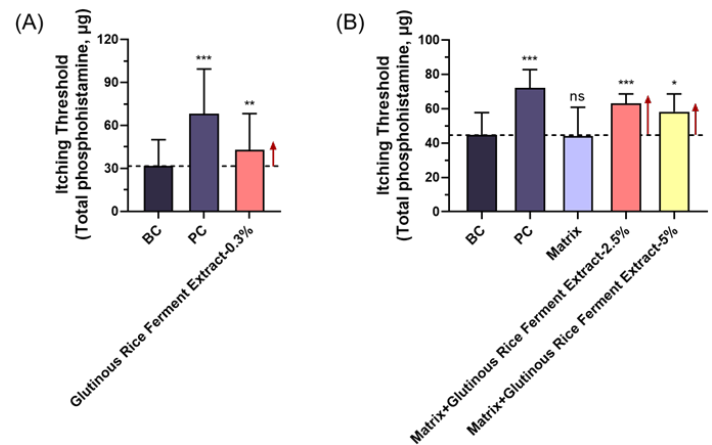 (A)
Itching Threshold
(Total phosphohistamine, μg)
120
90
60
30
0
***
**
BC
PC
Glutinous Rice Ferment Extract-0.3%
(B)
Itching Threshold
(Total phosphohistamine, μg)
100
80
60
40
20
0
***
ns
***
*
BC
PC
Matrix
Matrix+Glutinous Rice Ferment Extract-2.5%
Matrix+Glutinous Rice Ferment Extract-5%